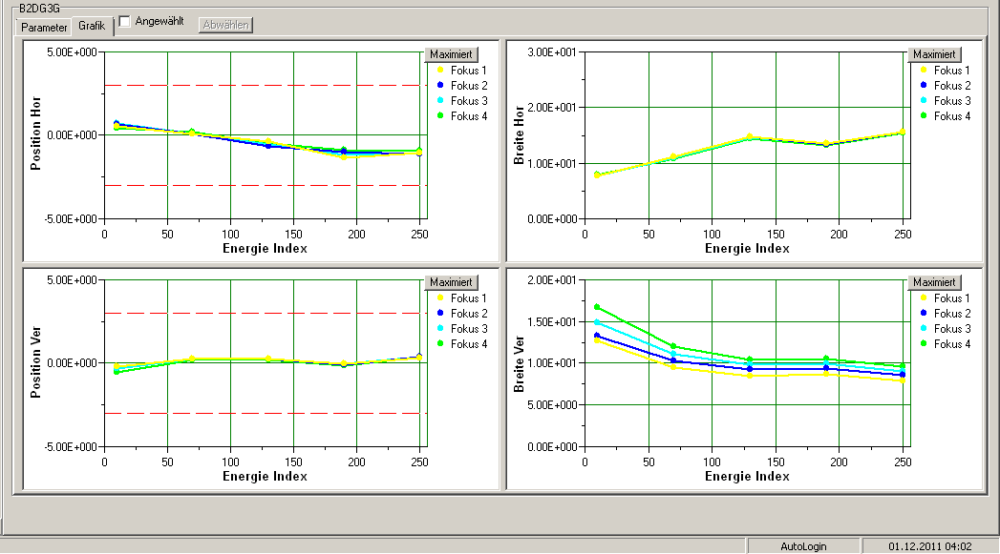 B2DG3G
Parameter Grafik Angewählt Abwählen
Maximiert
Fokus 1
Fokus 2
Fokus 3
Fokus 4
Position Hor
5.00E+000
0.00E+000
-5.00E+000
0 50 100 150 200 250
Energie Index
Maximiert
Fokus 1
Fokus 2
Fokus 3
Fokus 4
Breite Hor
3.00E+001
2.00E+001
1.00E+001
0.00E+000
0 50 100 150 200 250
Energie Index
Maximiert
Fokus 1
Fokus 2
Fokus 3
Fokus 4
Position Ver
5.00E+000
0.00E+000
-5.00E+000
0 50 100 150 200 250
Energie Index
Maximiert
Fokus 1
Fokus 2
Fokus 3
Fokus 4
Breite Ver
2.00E+001
1.50E+001
1.00E+001
5.00E+000
0.00E+000
0 50 100 150 200 250
Energie Index
AutoLogin 01.12.2011 04:02